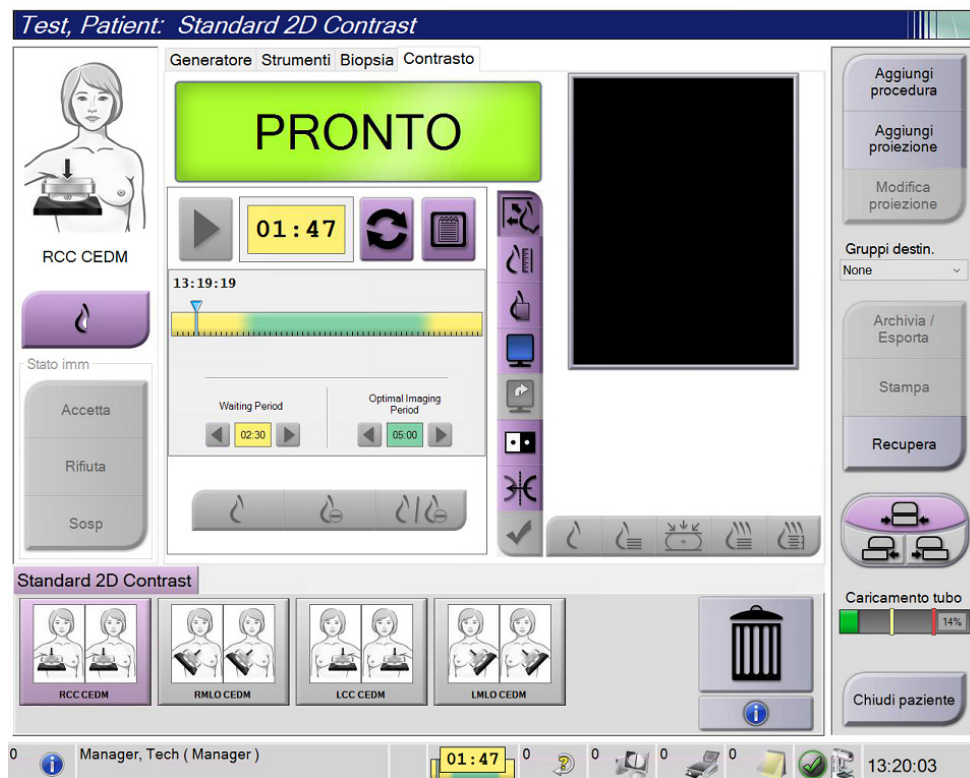 Test, Patient: Standard 2D Contrast
Generatore Strumenti Biopsia Contrasto
PRONTO
01:47
13:19:19
Waiting Period
Optimal Imaging
Period
02:30
05:00
RCC CEDM
Stato imm
Accetta
Rifiuta
Sosp
Aggiungi
procedura
Aggiungi
proiezione
Modifica
proiezione
Gruppi destin.
None
Archivia /
Esporta
Stampa
Recupera
Caricamento tubo
14%
Chiudi paziente
Standard 2D Contrast
RCC CEDM
RMLO CEDM
LCC CEDM
LMLO CEDM
0
Manager, Tech ( Manager )
01:47
0
0
0
0
13:20:03